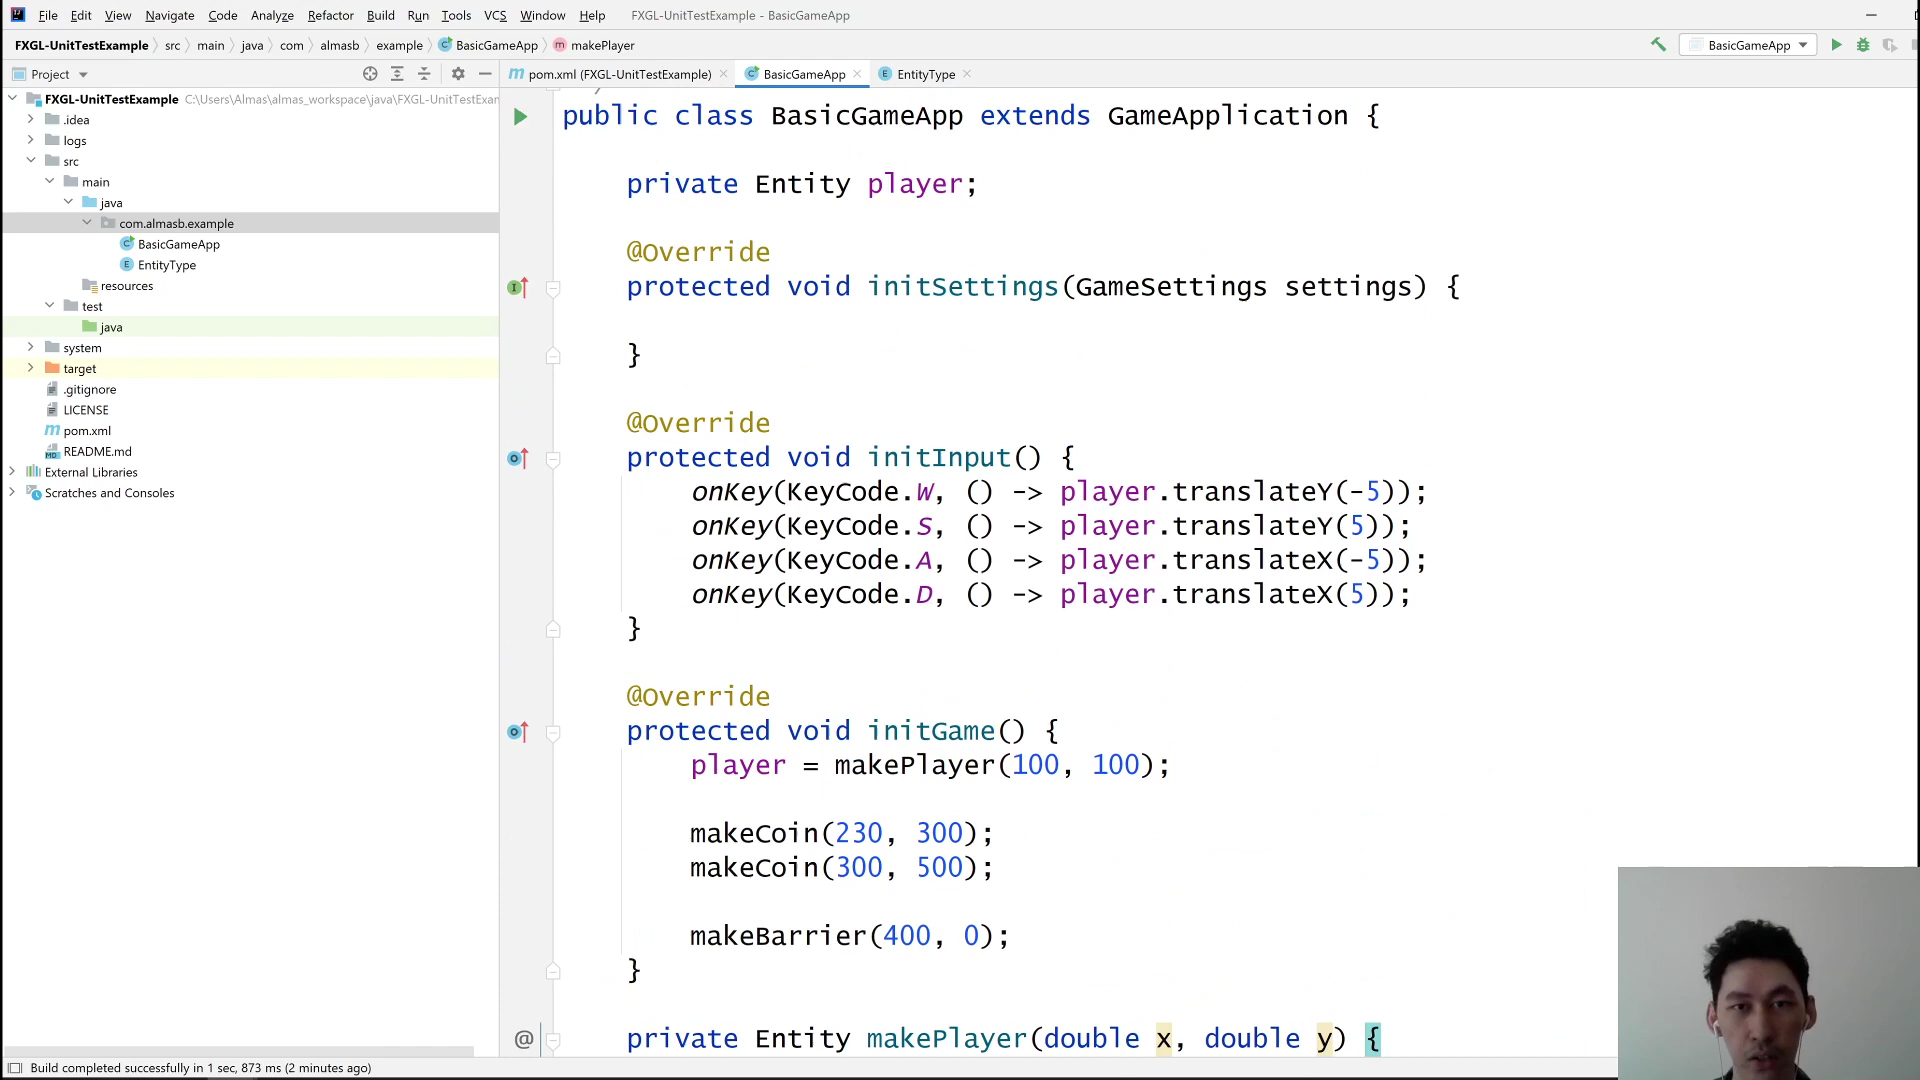 File Edit View Navigate Code Analyze Refactor Build Run Tools VCS Window Help FXGL-UnitTestExample - BasicGameApp
FXGL-UnitTestExample src main java com almasb example BasicGameApp makePlayer
BasicGameApp
Project
pom.xml (FXGL-UnitTestExample) BasicGameApp EntityType
FXGL-UnitTestExample C:\Users\Almas\almas_workspace\java\FXGL-UnitTestExar
.idea
logs
src
main
java
com.almasb.example
BasicGameApp
EntityType
resources
test
java
system
target
.gitignore
LICENSE
pom.xml
README.md
External Libraries
Scratches and Consoles
public class BasicGameApp extends GameApplication {
private Entity player;
@Override
protected void initSettings(GameSettings settings) {
}
@Override
protected void initInput() {
onKey(KeyCode.W, () -> player.translateY(-5));
onKey(KeyCode.S, () -> player.translateY(5));
onKey(KeyCode.A, () -> player.translateX(-5));
onKey(KeyCode.D, () -> player.translateX(5));
}
@Override
protected void initGame() {
player = makePlayer(100, 100);
makeCoin(230, 300);
makeCoin(300, 500);
makeBarrier(400, 0);
}
private Entity makePlayer(double x, double y) {
Build completed successfully in 1 sec, 873 ms (2 minutes ago)